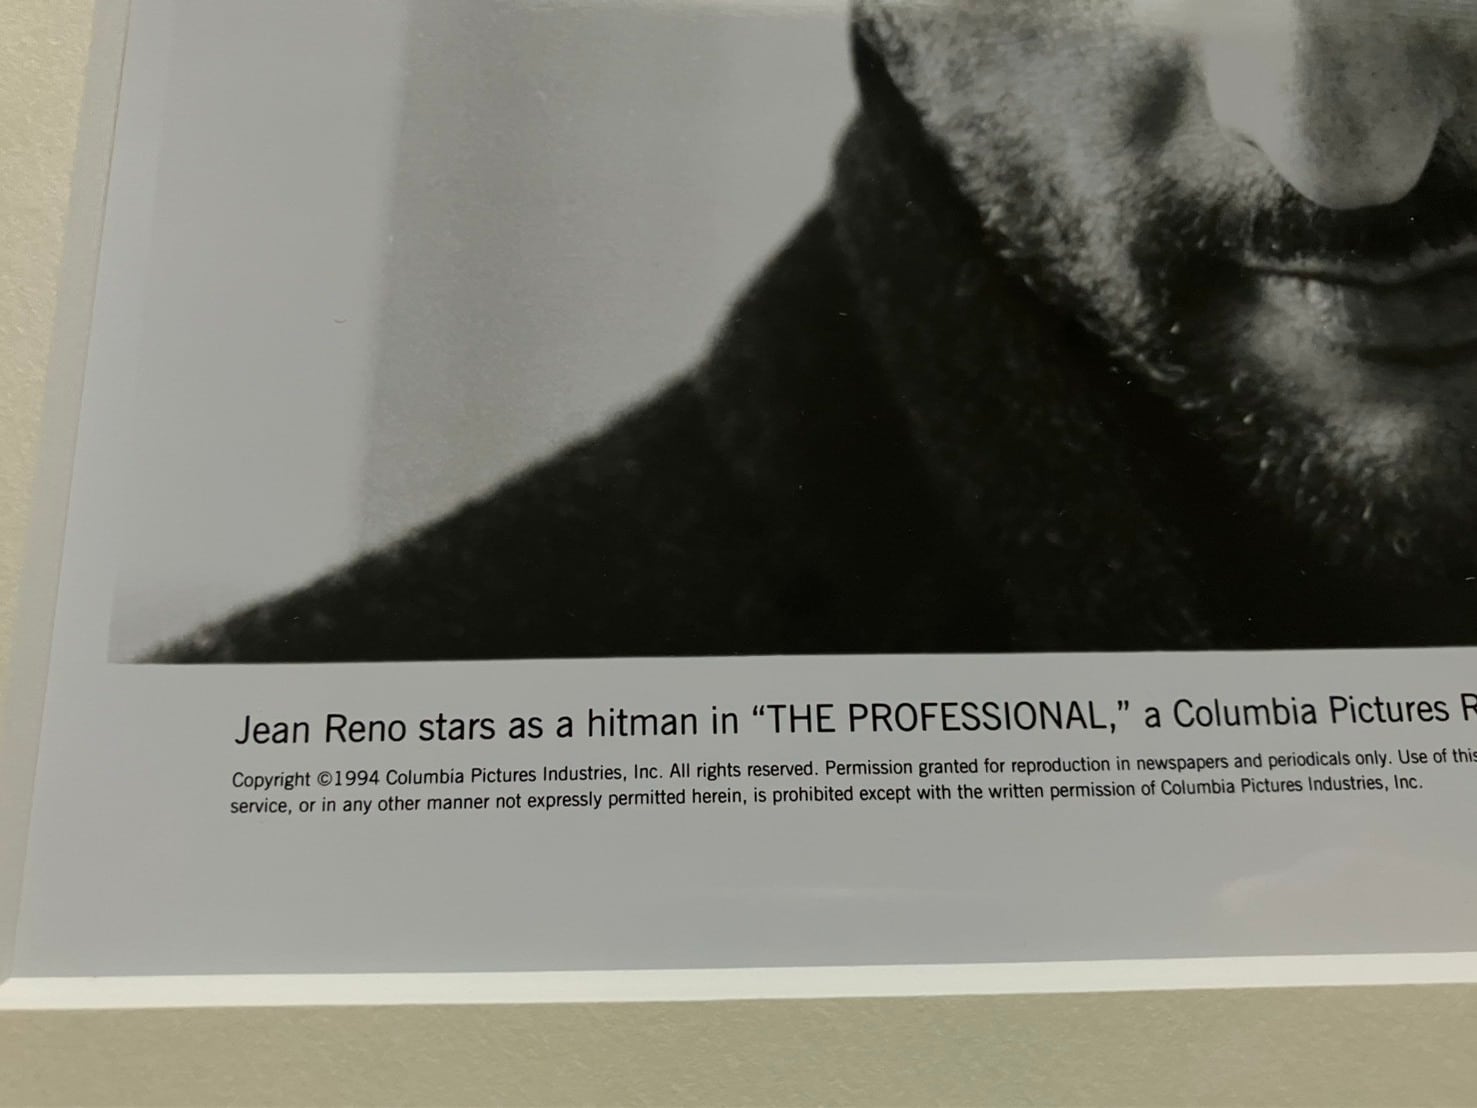 Jean Reno stars as a hitman in “THE PROFESSIONAL,” a Columbia Pictures
Copyright ©1994 Columbia Pictures Industries, Inc. All rights reserved. Permission granted for reproduction in newspapers and periodicals only. Use of this
service, or in any other manner not expressly permitted herein, is prohibited except with the written permission of Columbia Pictures Industries, Inc.